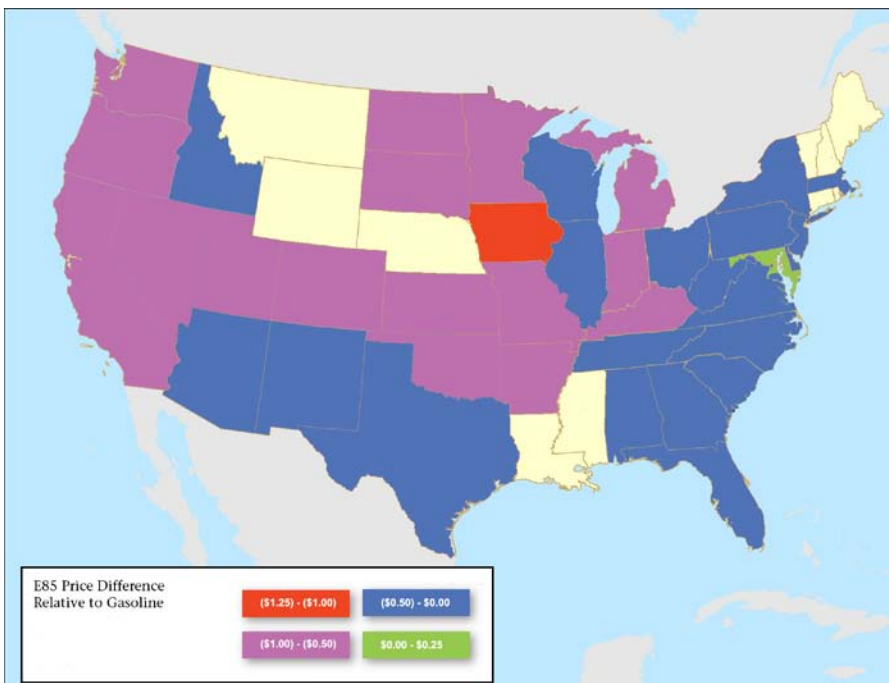 E85 Price Difference
Relative to Gasoline
($1.25) - ($1.00)
($0.50) - $0.00
($1.00) - ($0.50)
$0.00 - $0.25